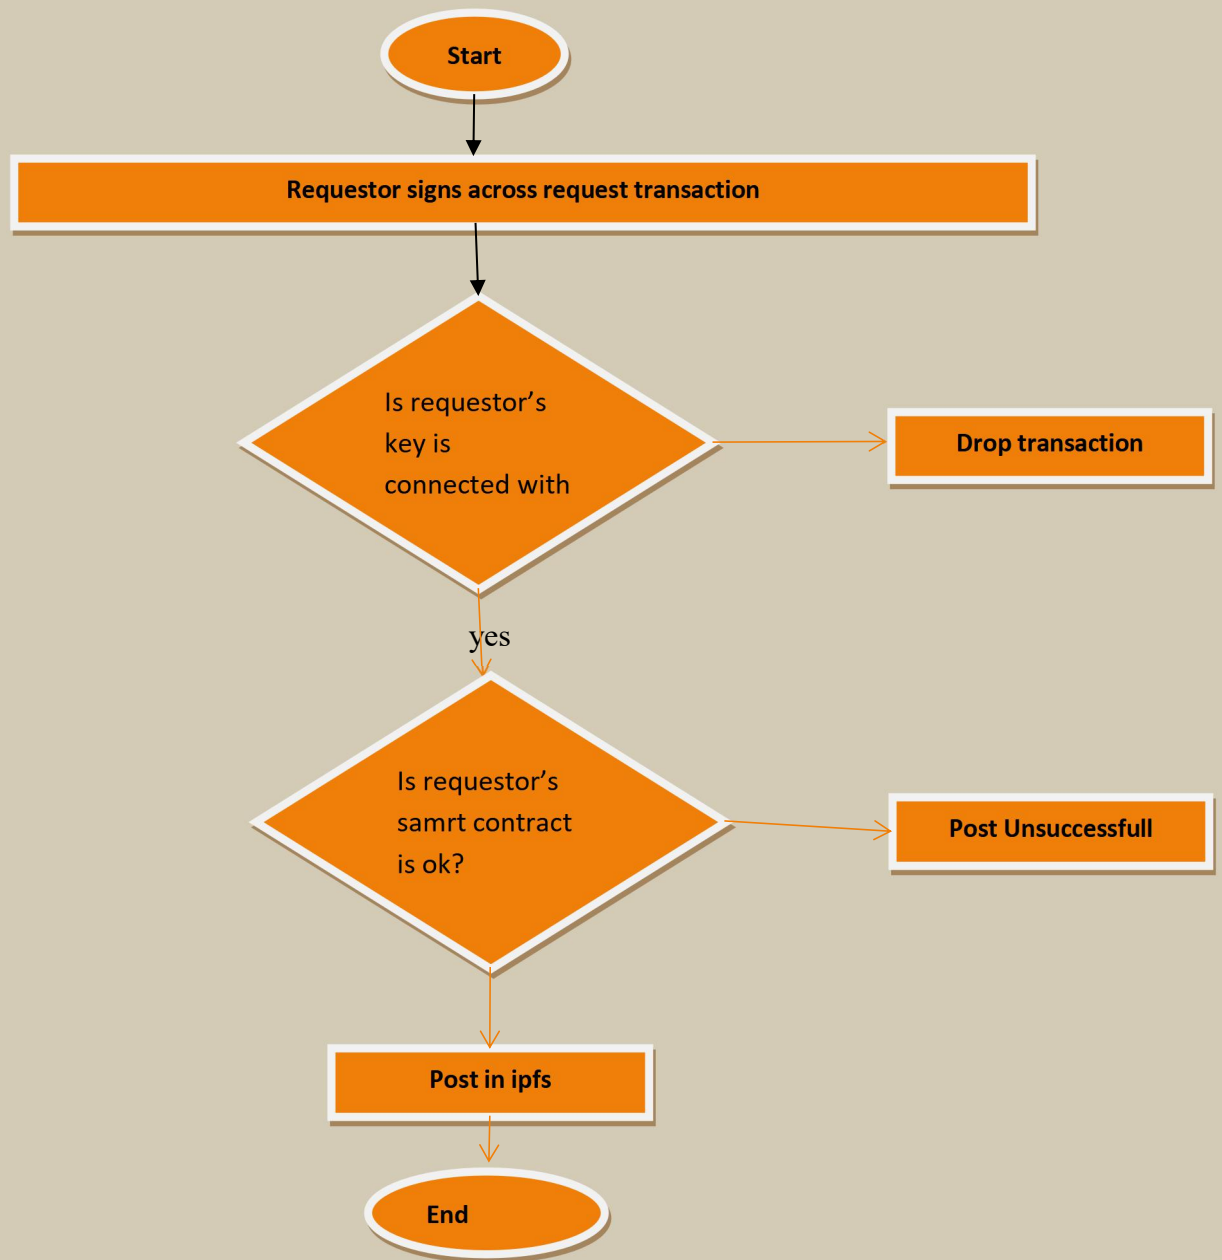 Start
Requestor signs across request transaction
Is requestor’s
key is
connected with
Drop transaction
yes
Is requestor’s
samrt contract
is ok?
Post Unsuccessfull
Post in ipfs
End